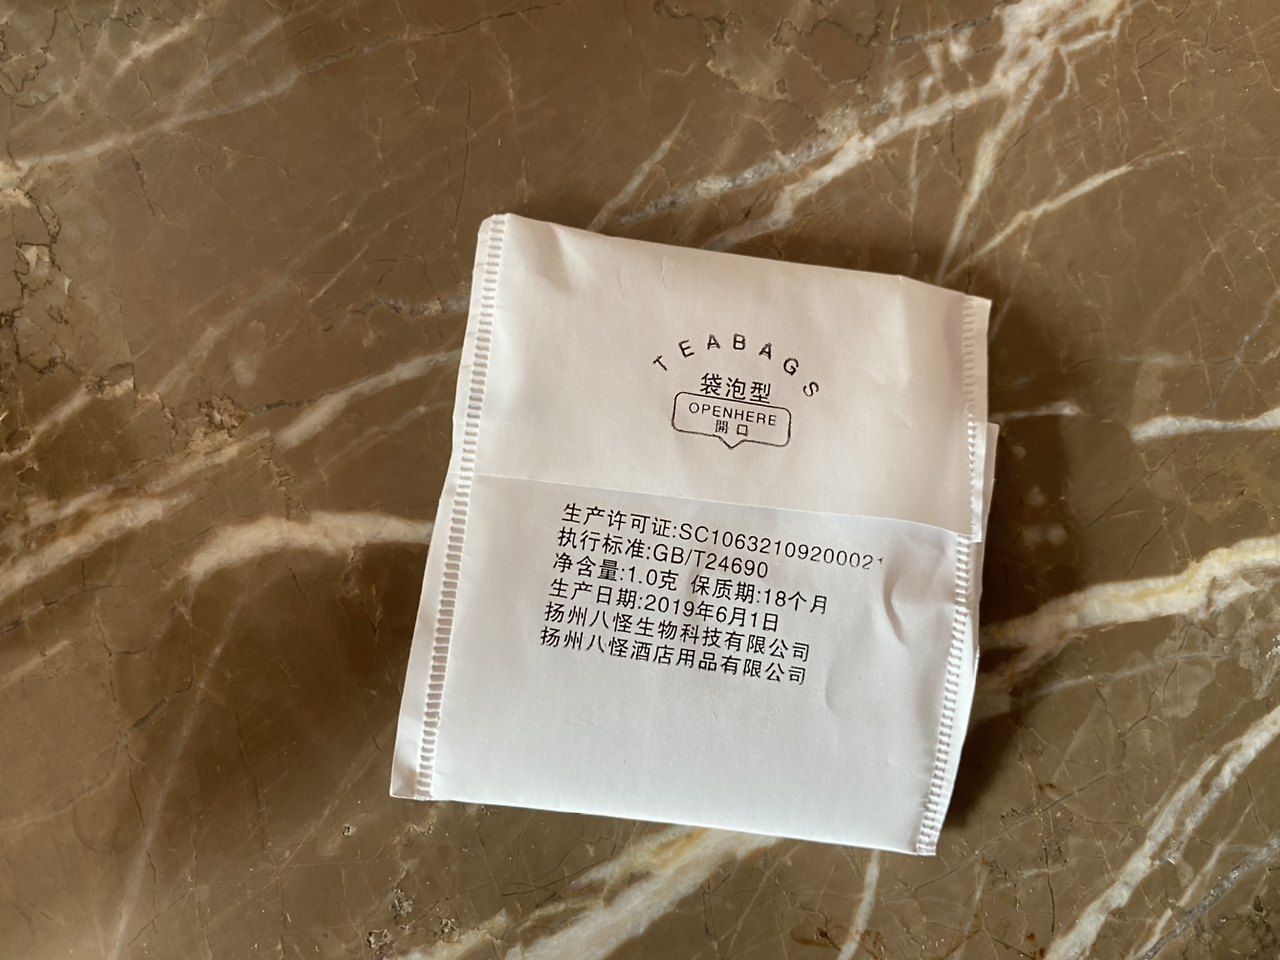 TEABAGS
袋泡型
OPENHERE
開口
生产许可证:SC10632109200021
执行标准:GB/T24690
净含量:1.0克 保质期:18个月
生产日期:2019年6月1日
扬州八怪生物科技有限公司
扬州八怪酒店用品有限公司